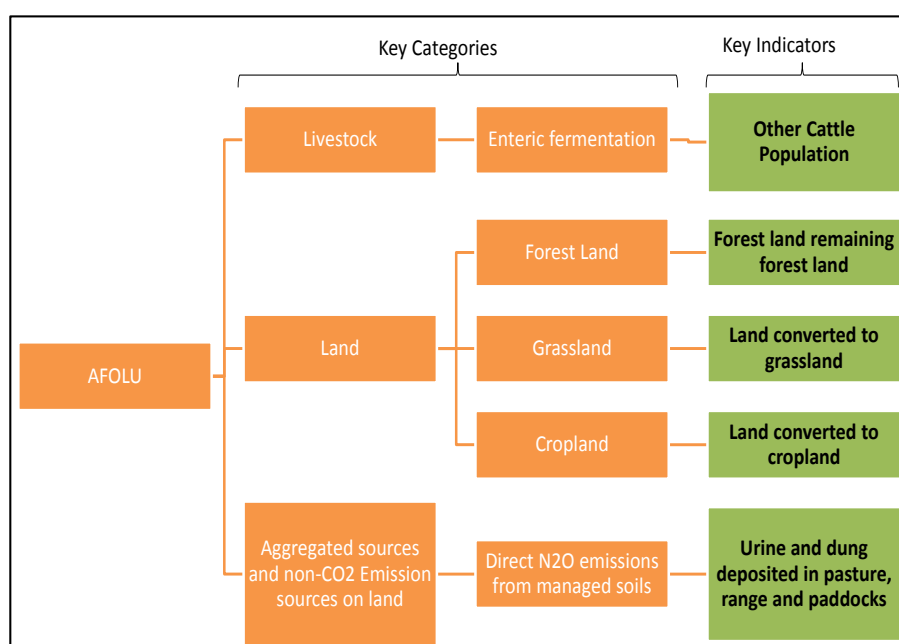 Key Categories
Key Indicators
Livestock
Enteric fermentation
Other Cattle
Population
Forest Land
Forest land remaining
forest land
AFOLU
Land
Grassland
Land converted to
grassland
Cropland
Land converted to
cropland
Aggregated sources
and non-CO2 Emission
sources on land
Direct N2O emissions
from managed soils
Urine and dung
deposited in pasture,
range and paddocks